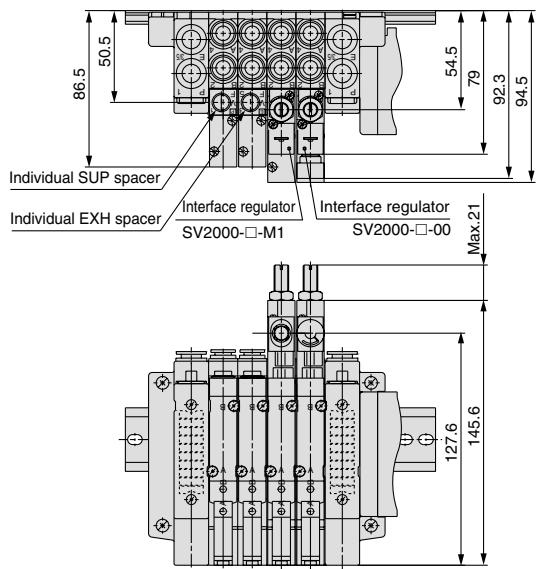 86.5
50.5
54.5
79
92.3
94.5
Individual SUP spacer
Individual EXH spacer
Interface regulator
SV2000-□-M1
Interface regulator
SV2000-□-00
Max.21
127.6
145.6